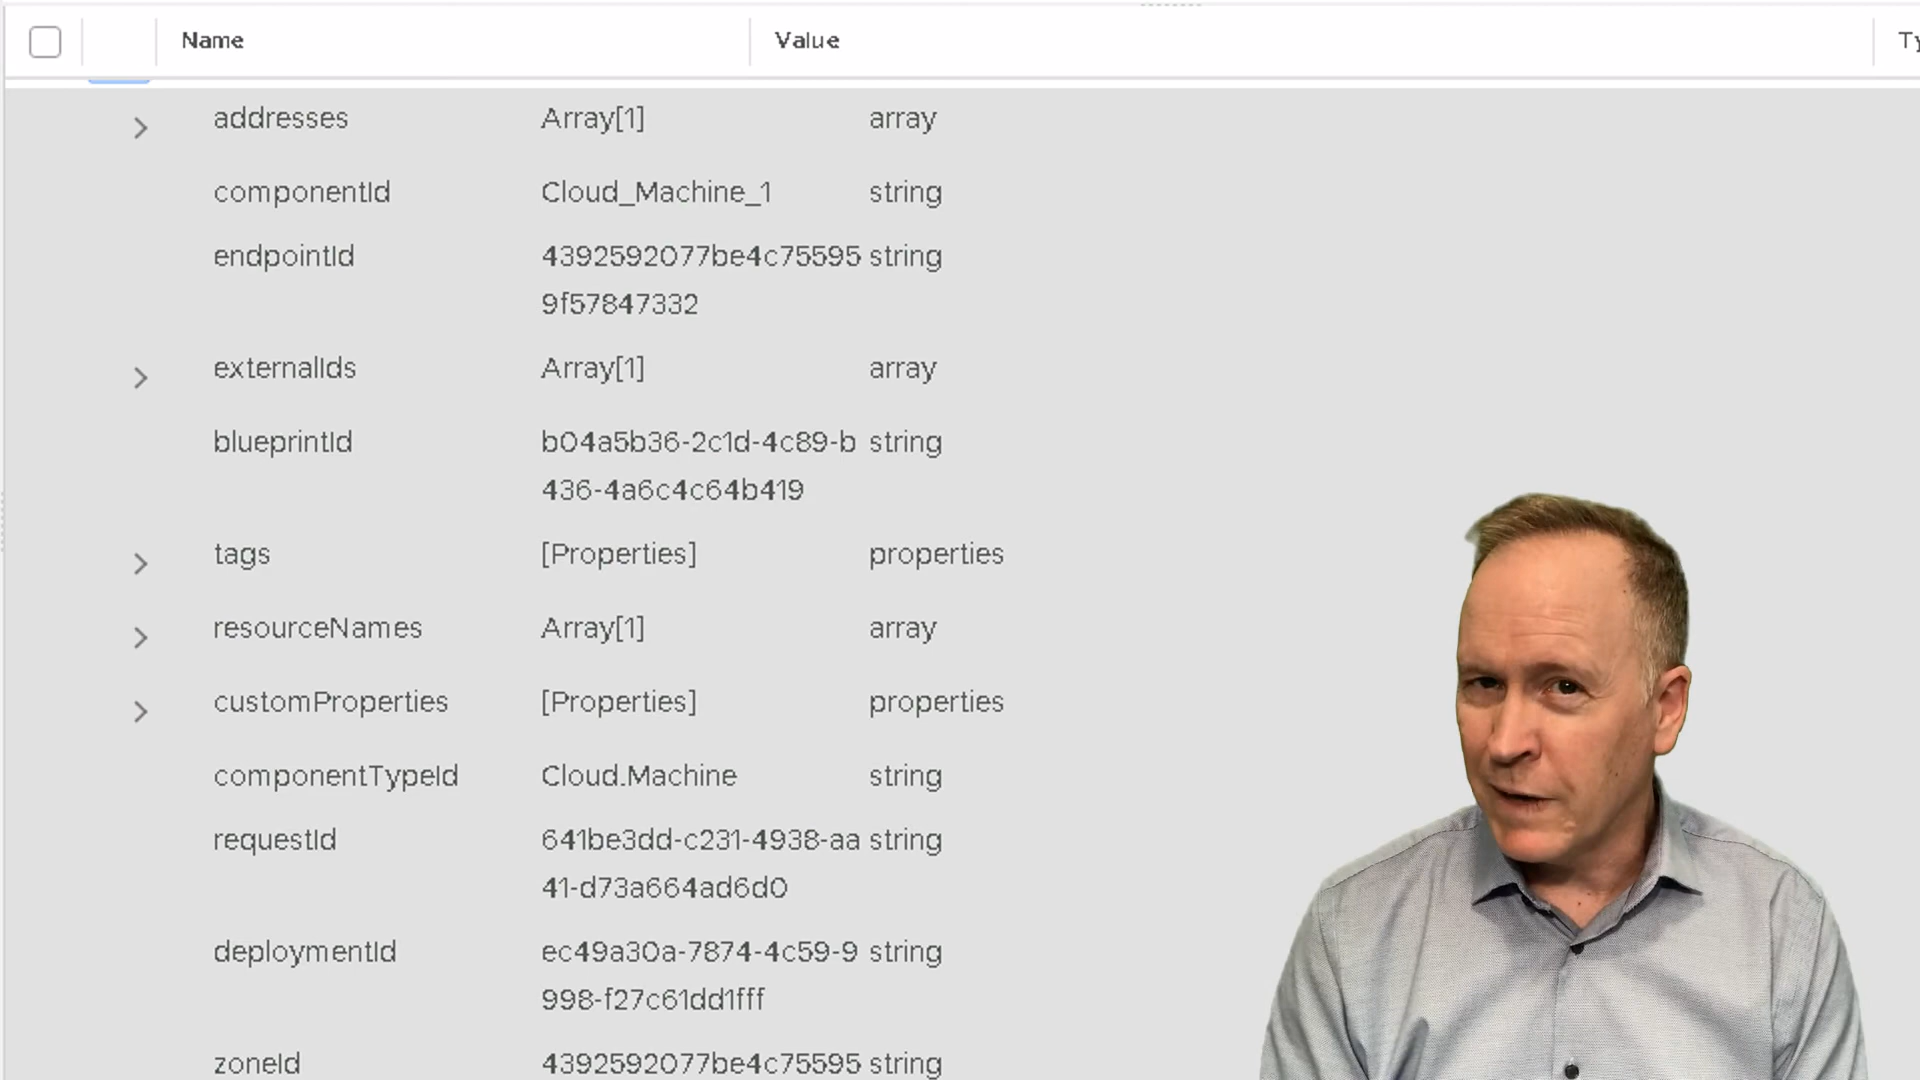 Name Value Ty
addresses Array[1] array
componentId Cloud_Machine_1 string
endpointId 4392592077be4c75595 string
9f57847332
externalIds Array[1] array
blueprintId b04a5b36-2c1d-4c89-b string
436-4a6c4c64b419
tags [Properties] properties
resourceNames Array[1] array
customProperties [Properties] properties
componentTypeId Cloud.Machine string
requestId 641be3dd-c231-4938-aa string
41-d73a664ad6d0
deploymentId ec49a30a-7874-4c59-9 string
998-f27c61dd1fff
zoneId 4392592077be4c75595 string